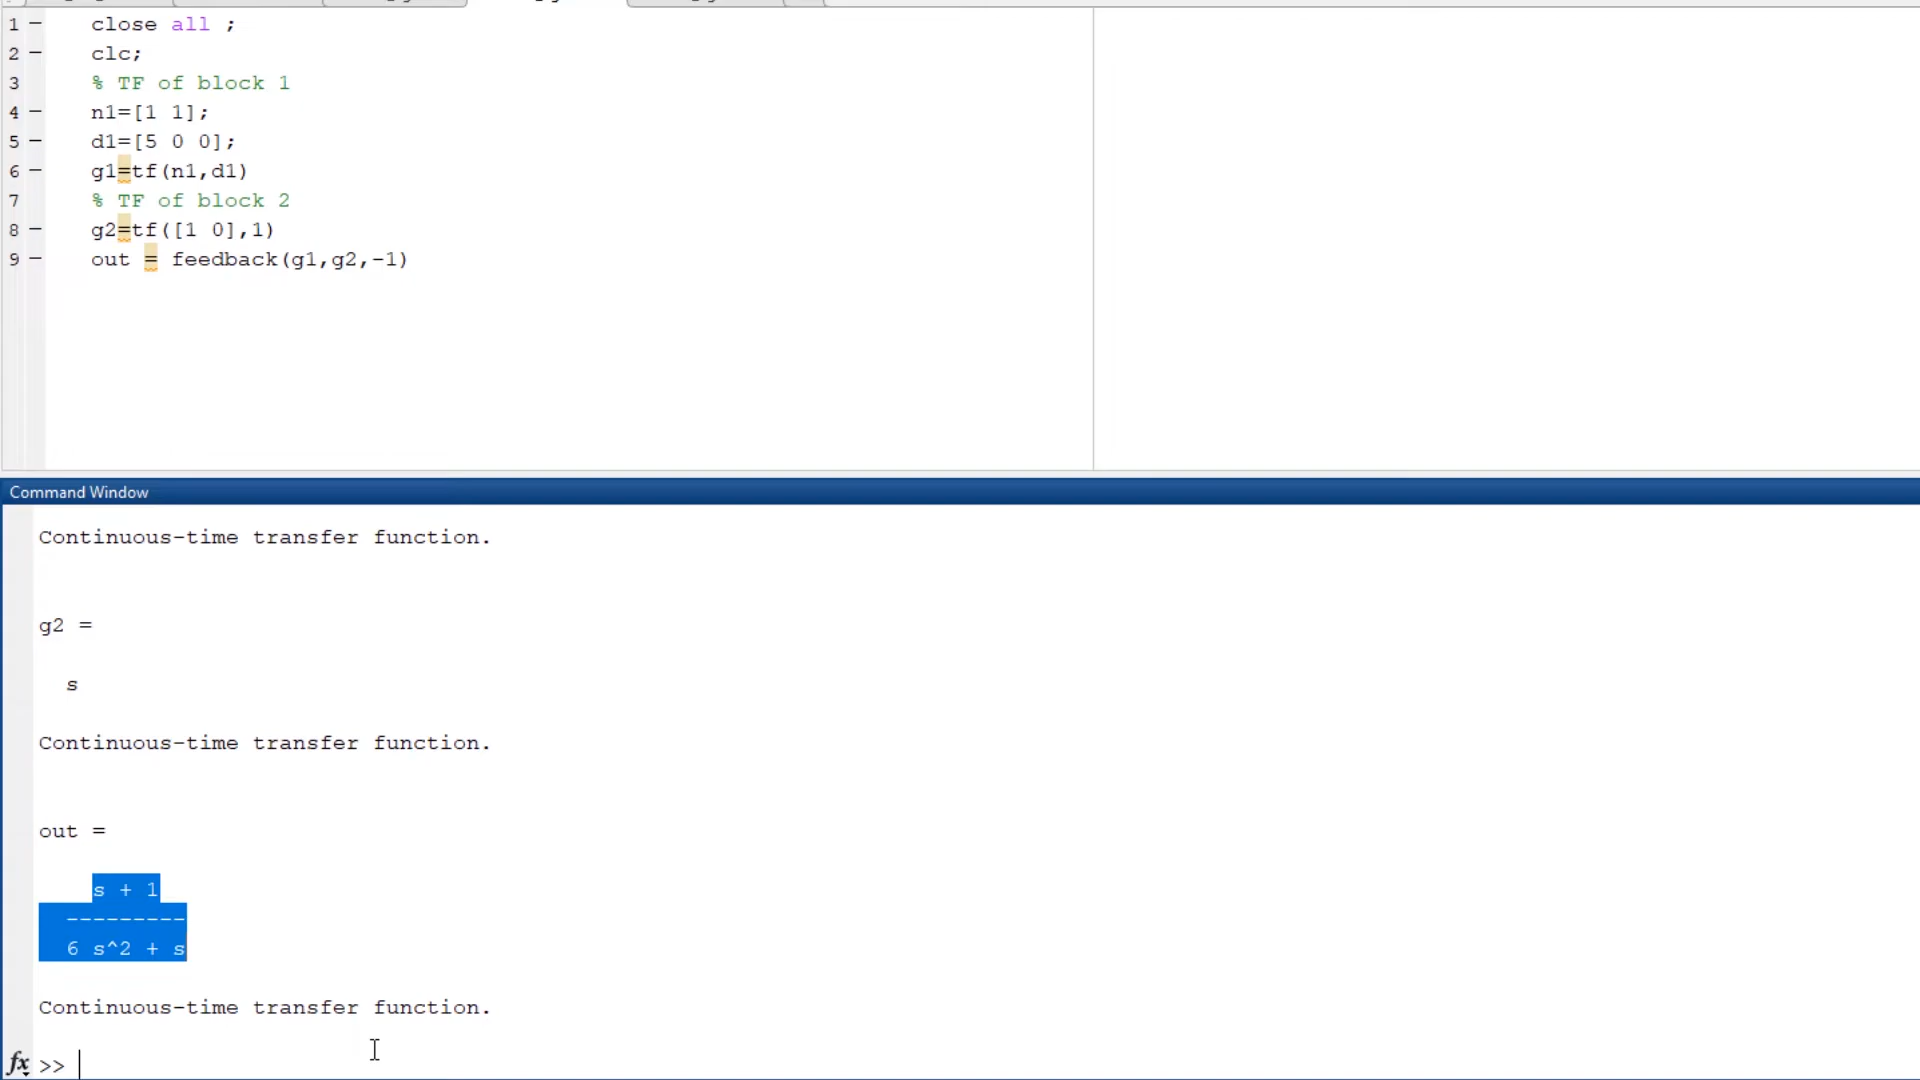 1 − close all ;
2 − clc;
3 % TF of block 1
4 − n1=[1 1];
5 − d1=[5 0 0];
6 − g1=tf(n1,d1)
7 % TF of block 2
8 − g2=tf([1 0],1)
9 − out = feedback(g1,g2,-1)
Command Window
Continuous-time transfer function.
g2 =
s
Continuous-time transfer function.
out =
s + 1
---------
6 s^2 + s
Continuous-time transfer function.
fx >>